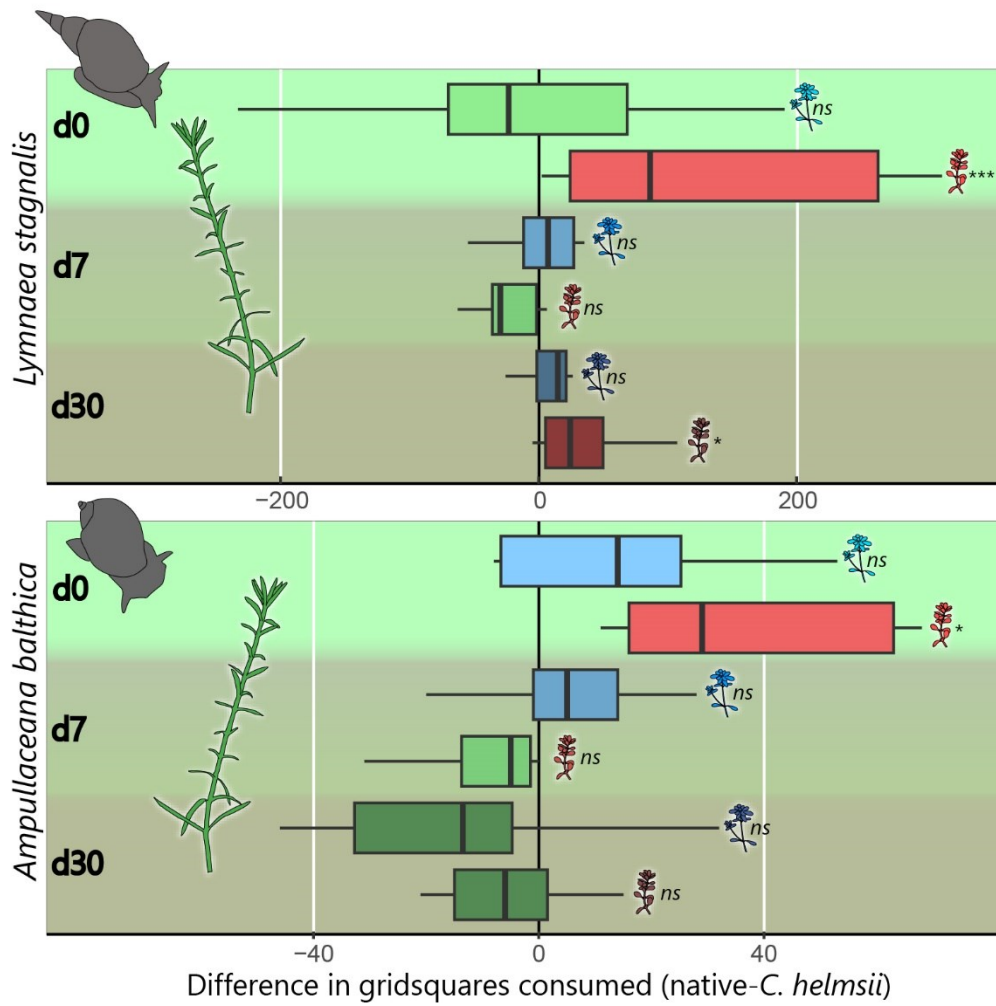 Lymnaea stagnalis
d0
ns
***
d7
ns
ns
d30
ns
*
−200 0 200
Ampullaceana balthica
d0
ns
*
d7
ns
ns
d30
ns
ns
−40 0 40
Difference in gridsquares consumed (native-C. helmsii)